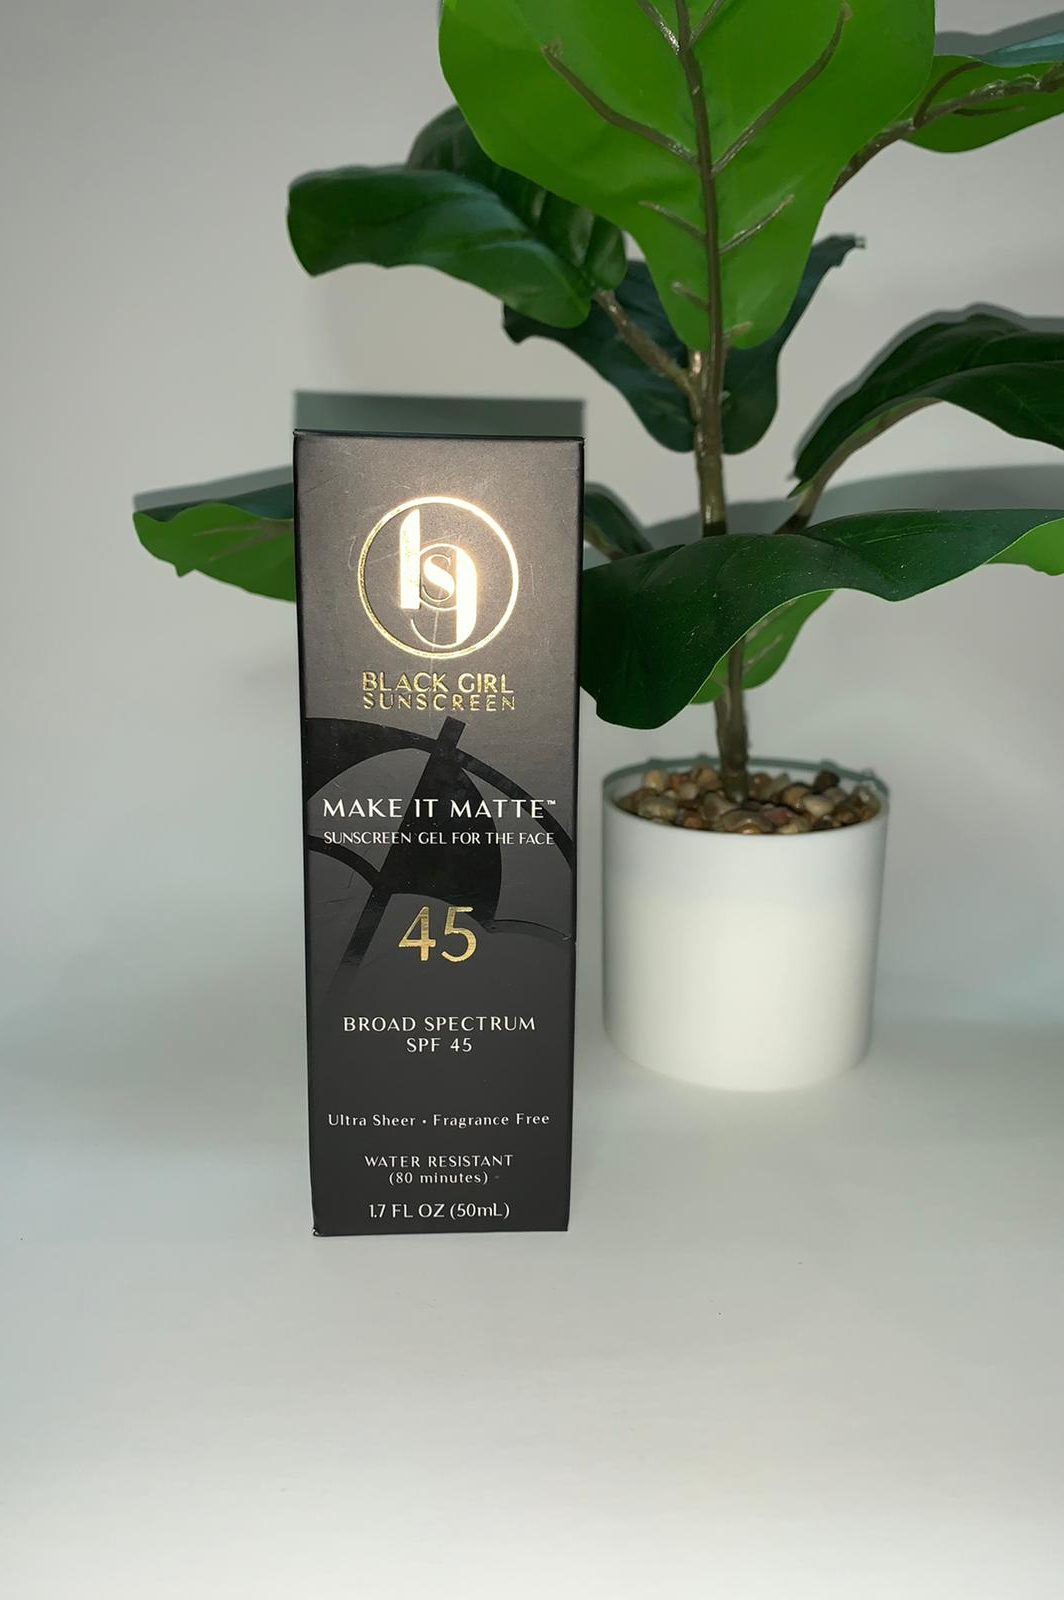 bgs
BLACK GIRL
SUNSCREEN
MAKE IT MATTE™
SUNSCREEN GEL FOR THE FACE
45
BROAD SPECTRUM
SPF 45
Ultra Sheer • Fragrance Free
WATER RESISTANT
(80 minutes)
1.7 FL OZ (50mL)